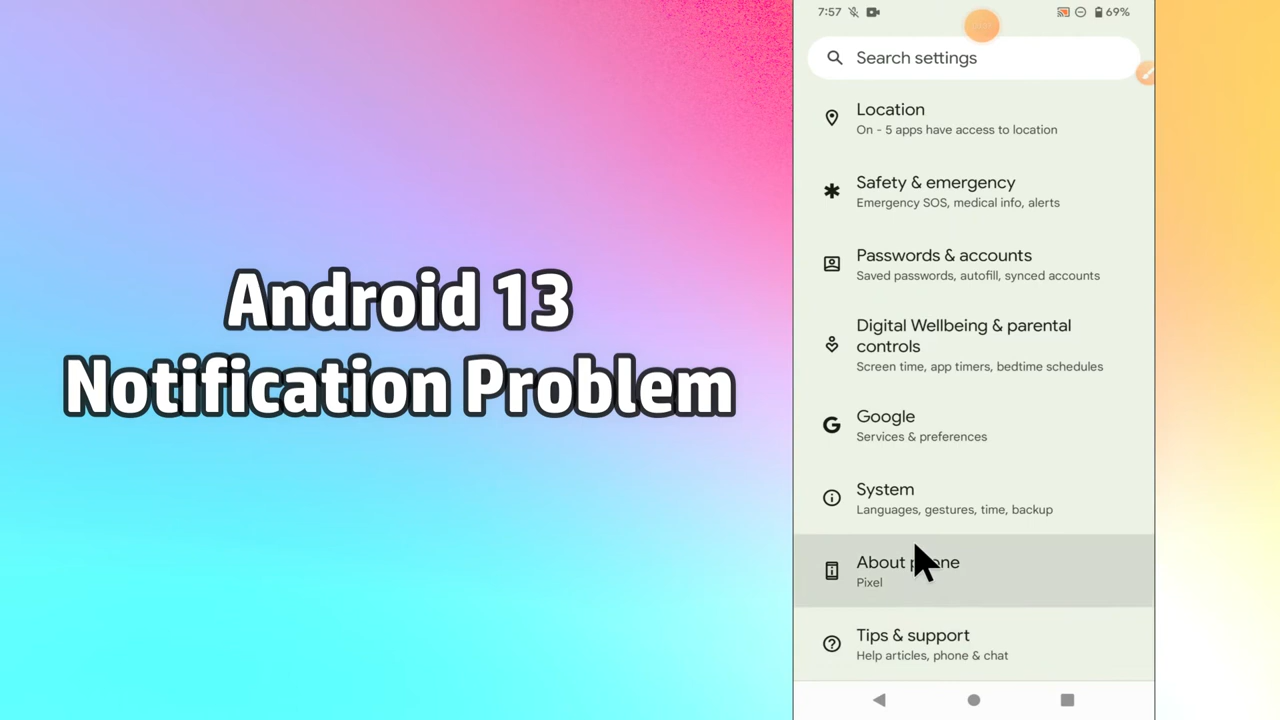 Android 13
Notification Problem
7:57
69%
Search settings
Location
On - 5 apps have access to location
Safety & emergency
Emergency SOS, medical info, alerts
Passwords & accounts
Saved passwords, autofill, synced accounts
Digital Wellbeing & parental
controls
Screen time, app timers, bedtime schedules
Google
Services & preferences
System
Languages, gestures, time, backup
About phone
Pixel
Tips & support
Help articles, phone & chat